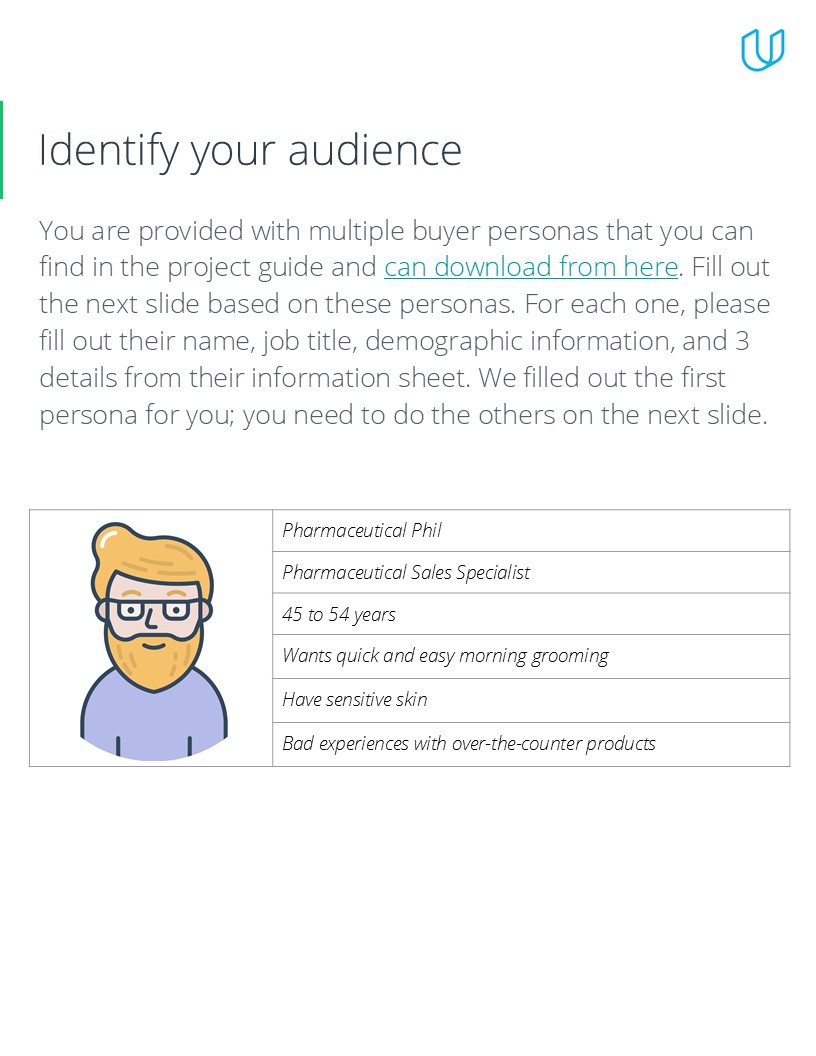 Identify your audience
You are provided with multiple buyer personas that you can
find in the project guide and can download from here. Fill out
the next slide based on these personas. For each one, please
fill out their name, job title, demographic information, and 3
details from their information sheet. We filled out the first
persona for you; you need to do the others on the next slide.
Pharmaceutical Phil
Pharmaceutical Sales Specialist
45 to 54 years
Wants quick and easy morning grooming
Have sensitive skin
Bad experiences with over-the-counter products